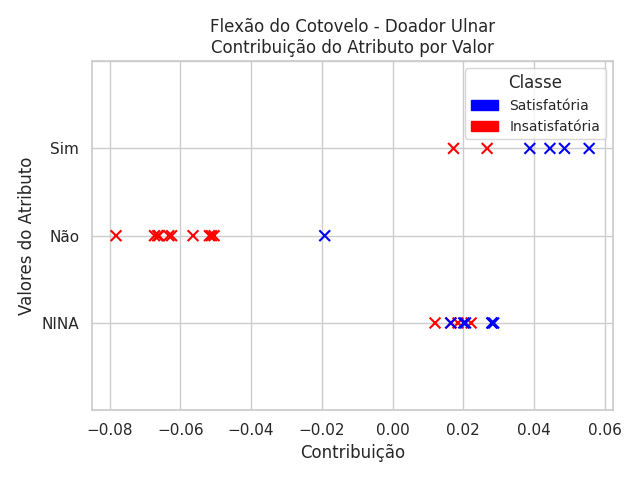 Flexão do Cotovelo - Doador Ulnar
Contribuição do Atributo por Valor
Classe
Satisfatória
Insatisfatória
Valores do Atributo
Sim
Não
NINA
−0.08 −0.06 −0.04 −0.02 0.00 0.02 0.04 0.06
Contribuição